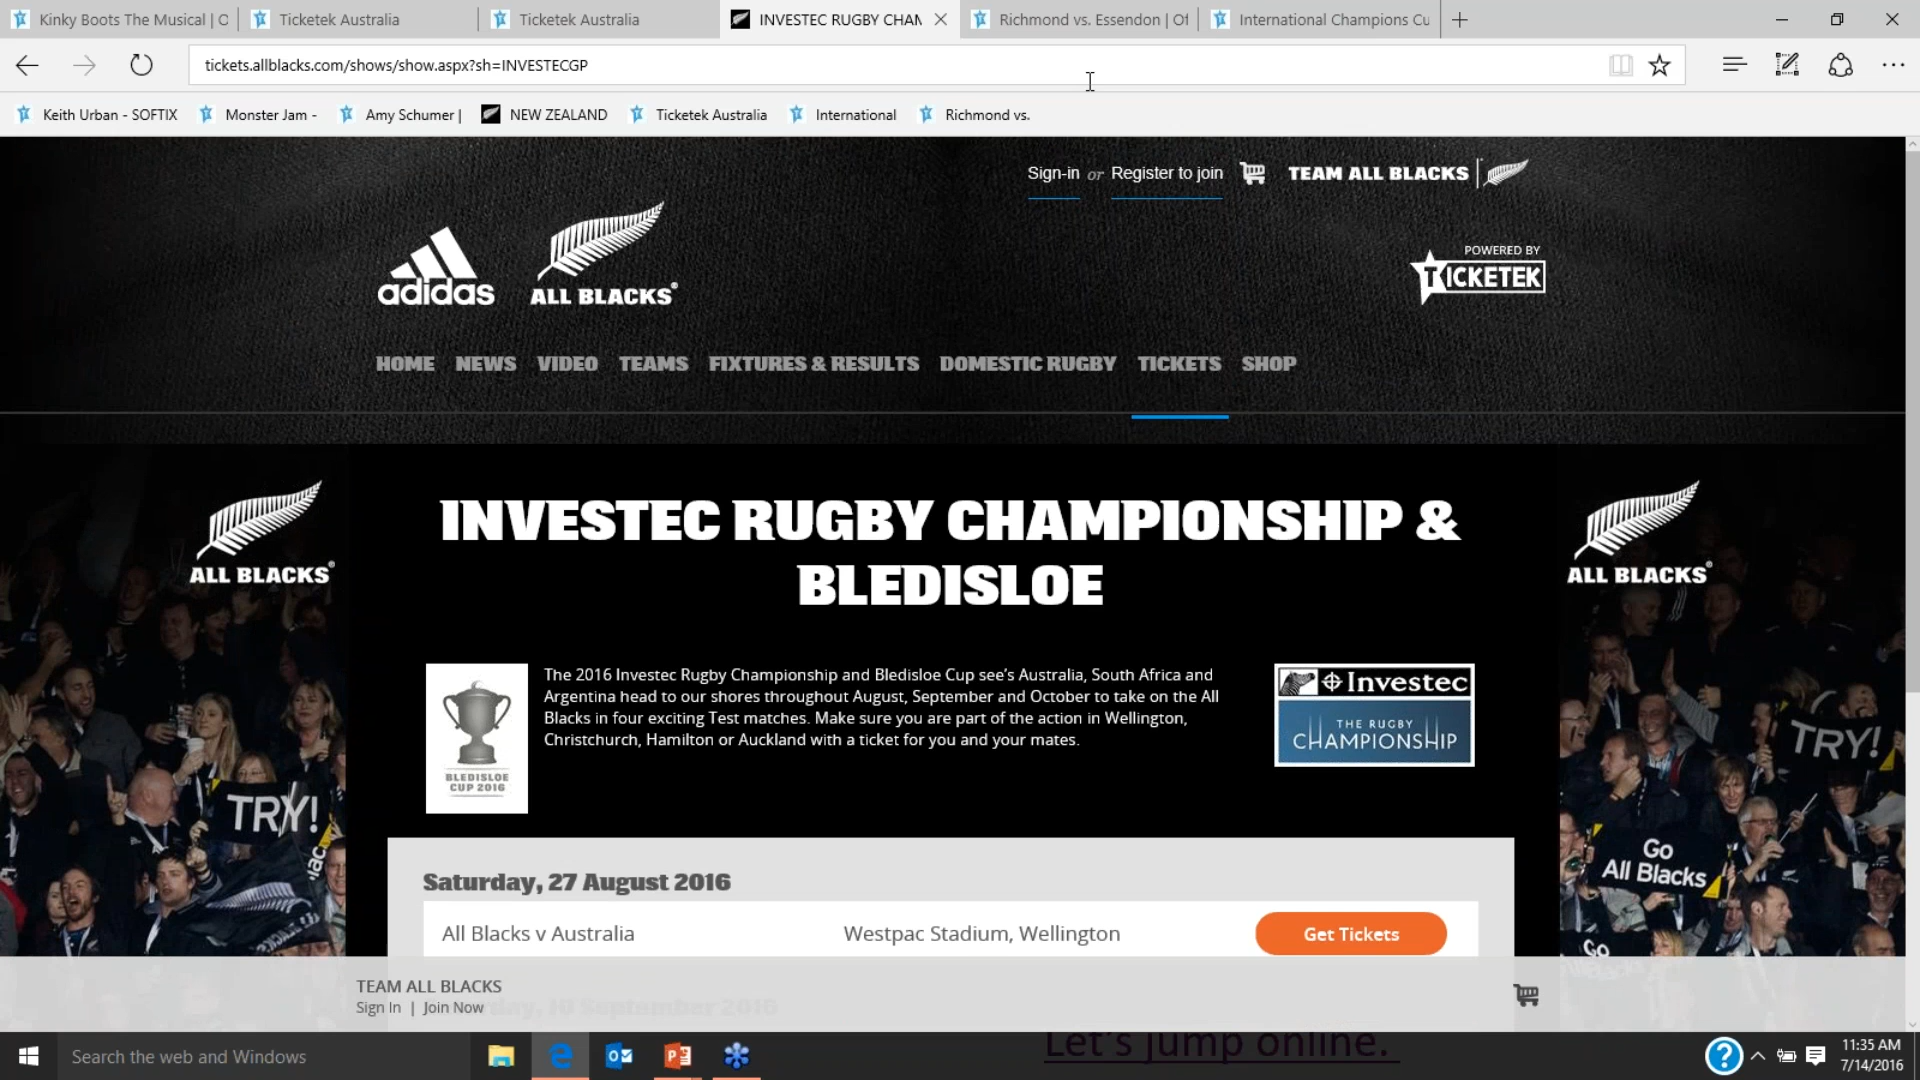 Kinky Boots The Musical | O
Ticketek Australia
Ticketek Australia
INVESTEC RUGBY CHAM
Richmond vs. Essendon | Of
International Champions Cu
tickets.allblacks.com/shows/show.aspx?sh=INVESTECGP
Keith Urban - SOFTIX
Monster Jam -
Amy Schumer |
NEW ZEALAND
Ticketek Australia
International
Richmond vs.
Sign-in or Register to join
TEAM ALL BLACKS
adidas
ALL BLACKS®
POWERED BY
TICKETEK
HOME NEWS VIDEO TEAMS FIXTURES & RESULTS DOMESTIC RUGBY TICKETS SHOP
ALL BLACKS®
INVESTEC RUGBY CHAMPIONSHIP &
BLEDISLOE
ALL BLACKS®
BLEDISLOE
CUP 2016
The 2016 Investec Rugby Championship and Bledisloe Cup see's Australia, South Africa and
Argentina head to our shores throughout August, September and October to take on the All
Blacks in four exciting Test matches. Make sure you are part of the action in Wellington,
Christchurch, Hamilton or Auckland with a ticket for you and your mates.
Investec
THE RUGBY
CHAMPIONSHIP
TRY!
TRY!
Go
All Blacks
Go
Saturday, 27 August 2016
All Blacks v Australia
Westpac Stadium, Wellington
Get Tickets
TEAM ALL BLACKS
Sign In | Join Now
10 September 2016
Let's jump online.
Search the web and Windows
11:35 AM
7/14/2016